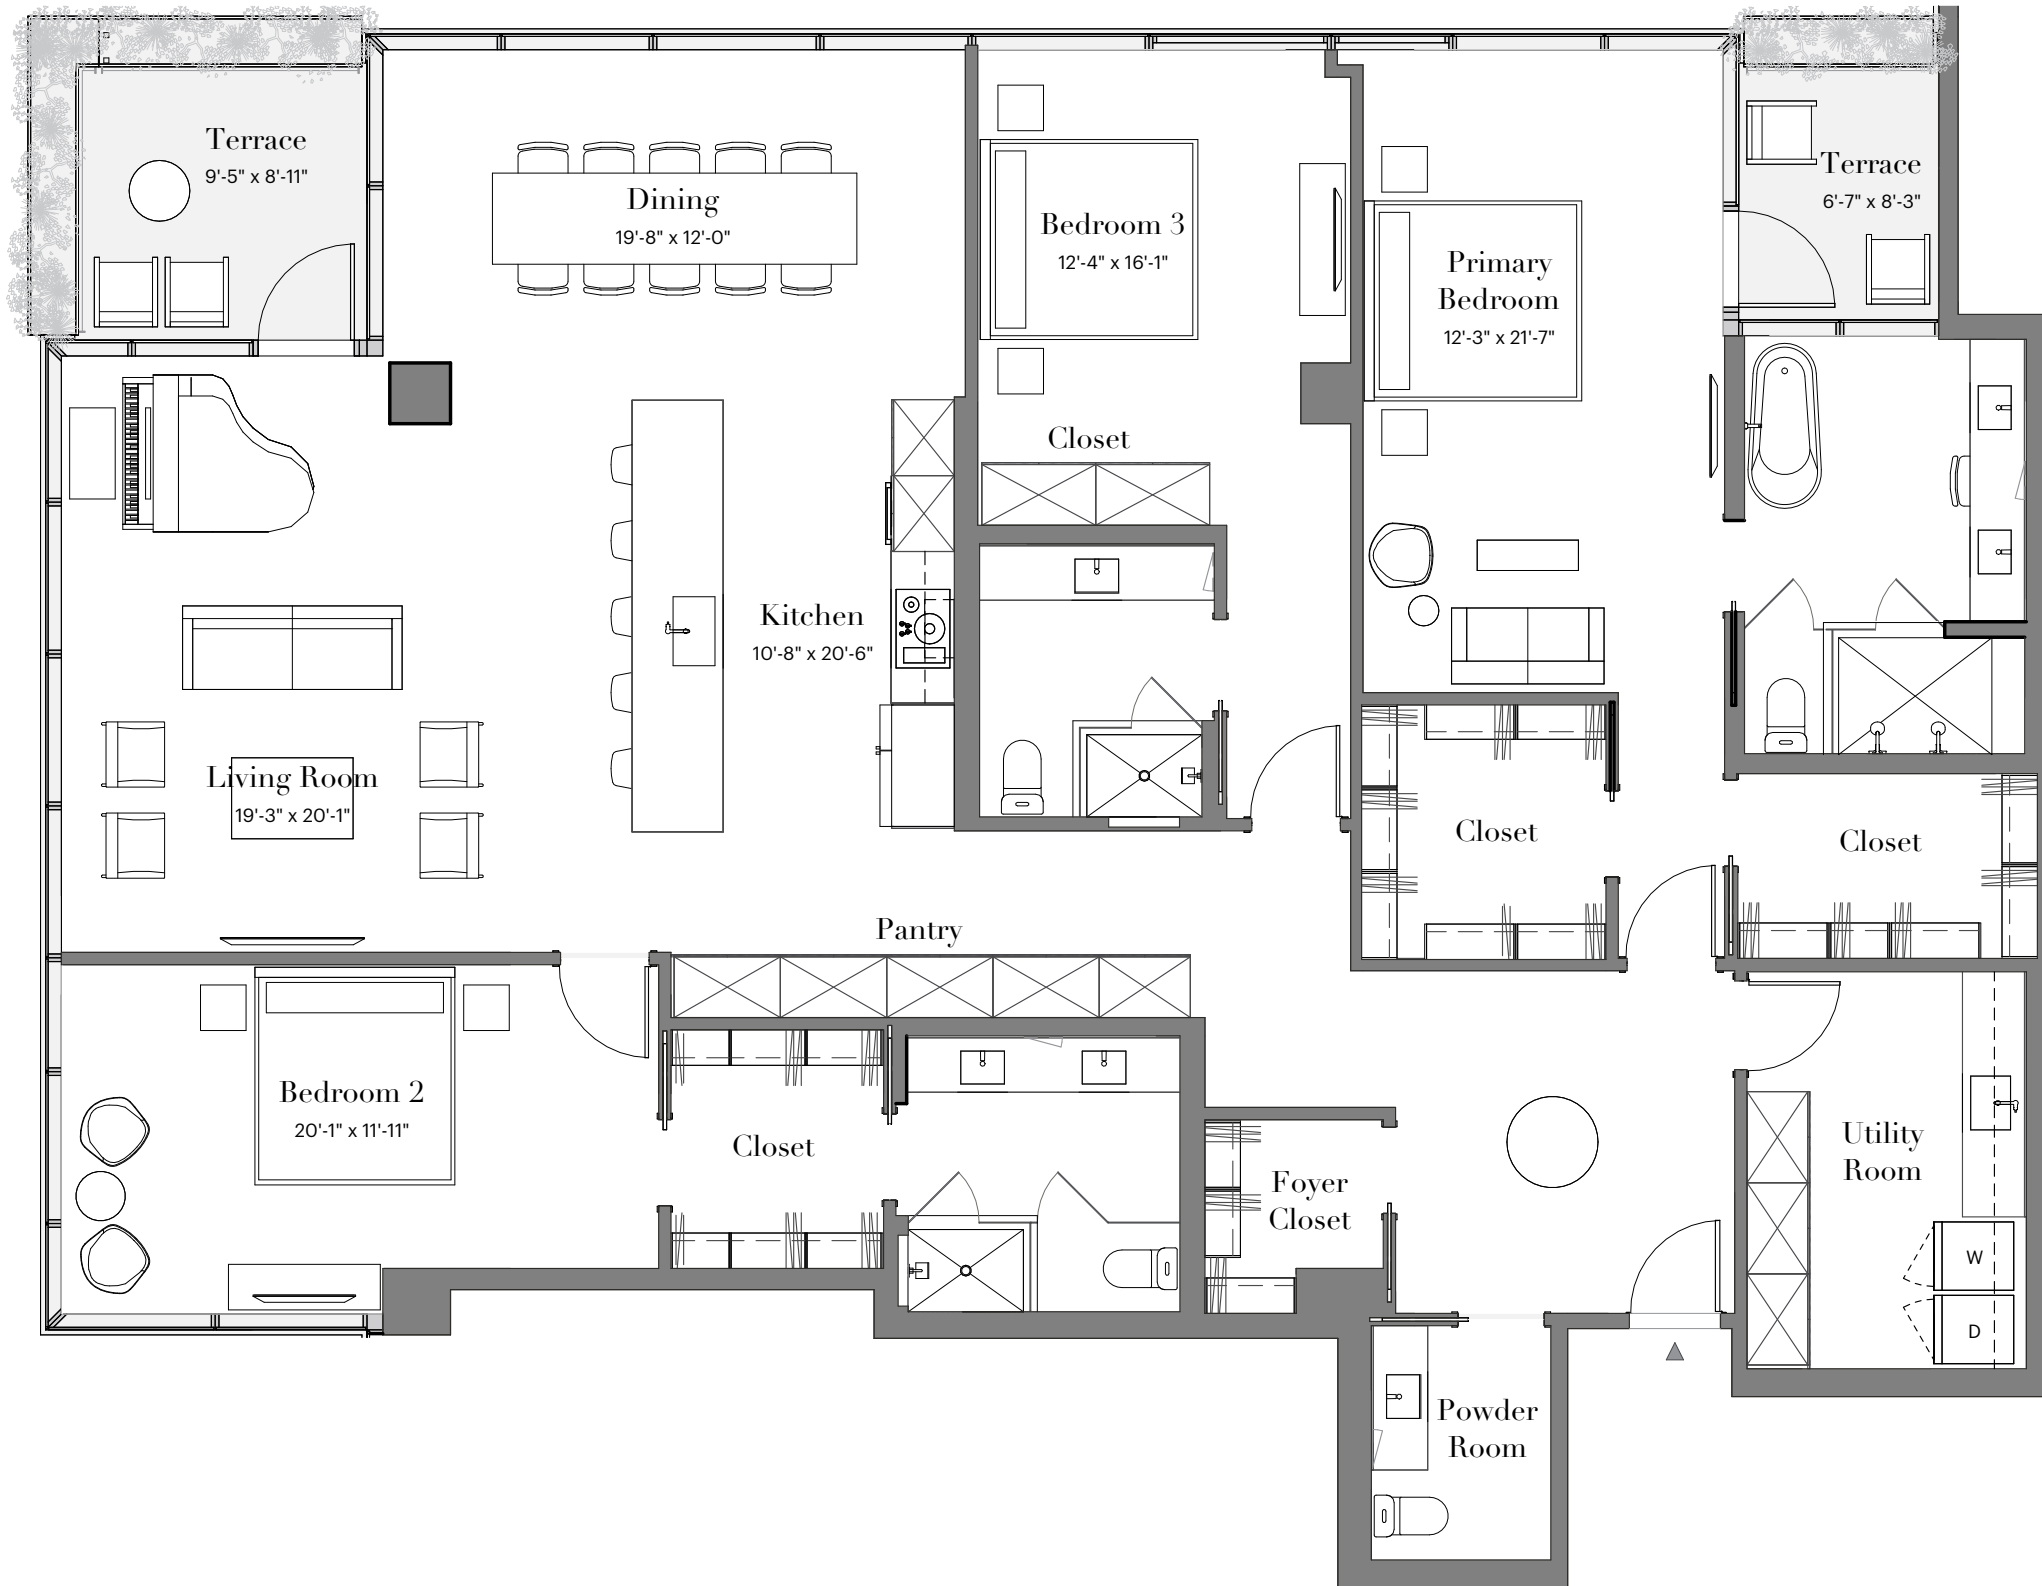 Terrace
9'-5" x 8'-11"
Dining
19'-8" x 12'-0"
Bedroom 3
12'-4" x 16'-1"
Primary
Bedroom
12'-3" x 21'-7"
Terrace
6'-7" x 8'-3"
Closet
Kitchen
10'-8" x 20'-6"
Living Room
19'-3" x 20'-1"
Closet
Closet
Pantry
Bedroom 2
20'-1" x 11'-11"
Closet
Foyer
Closet
Utility
Room
W
D
Powder
Room